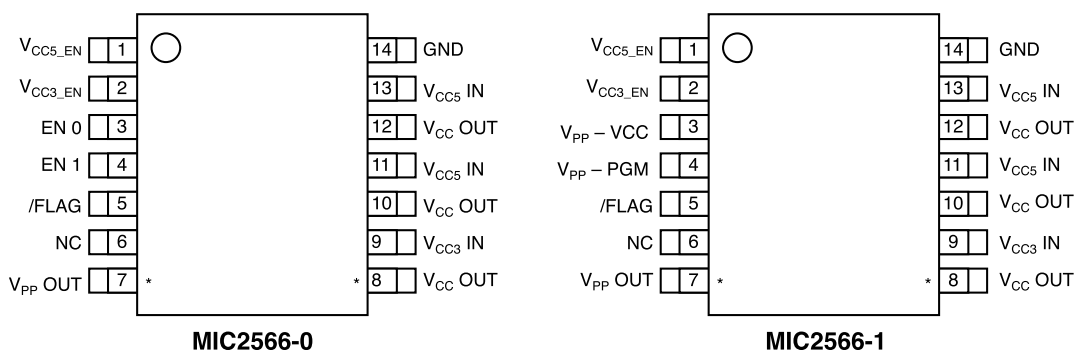 VCC5_EN 1 14 GND
VCC3_EN 2 13 VCC5 IN
EN 0 3 12 VCC OUT
EN 1 4 11 VCC5 IN
/FLAG 5 10 VCC OUT
NC 6 9 VCC3 IN
VPP OUT 7 * * 8 VCC OUT
MIC2566-0
VCC5_EN 1 14 GND
VCC3_EN 2 13 VCC5 IN
VPP – VCC 3 12 VCC OUT
VPP – PGM 4 11 VCC5 IN
/FLAG 5 10 VCC OUT
NC 6 9 VCC3 IN
VPP OUT 7 * * 8 VCC OUT
MIC2566-1